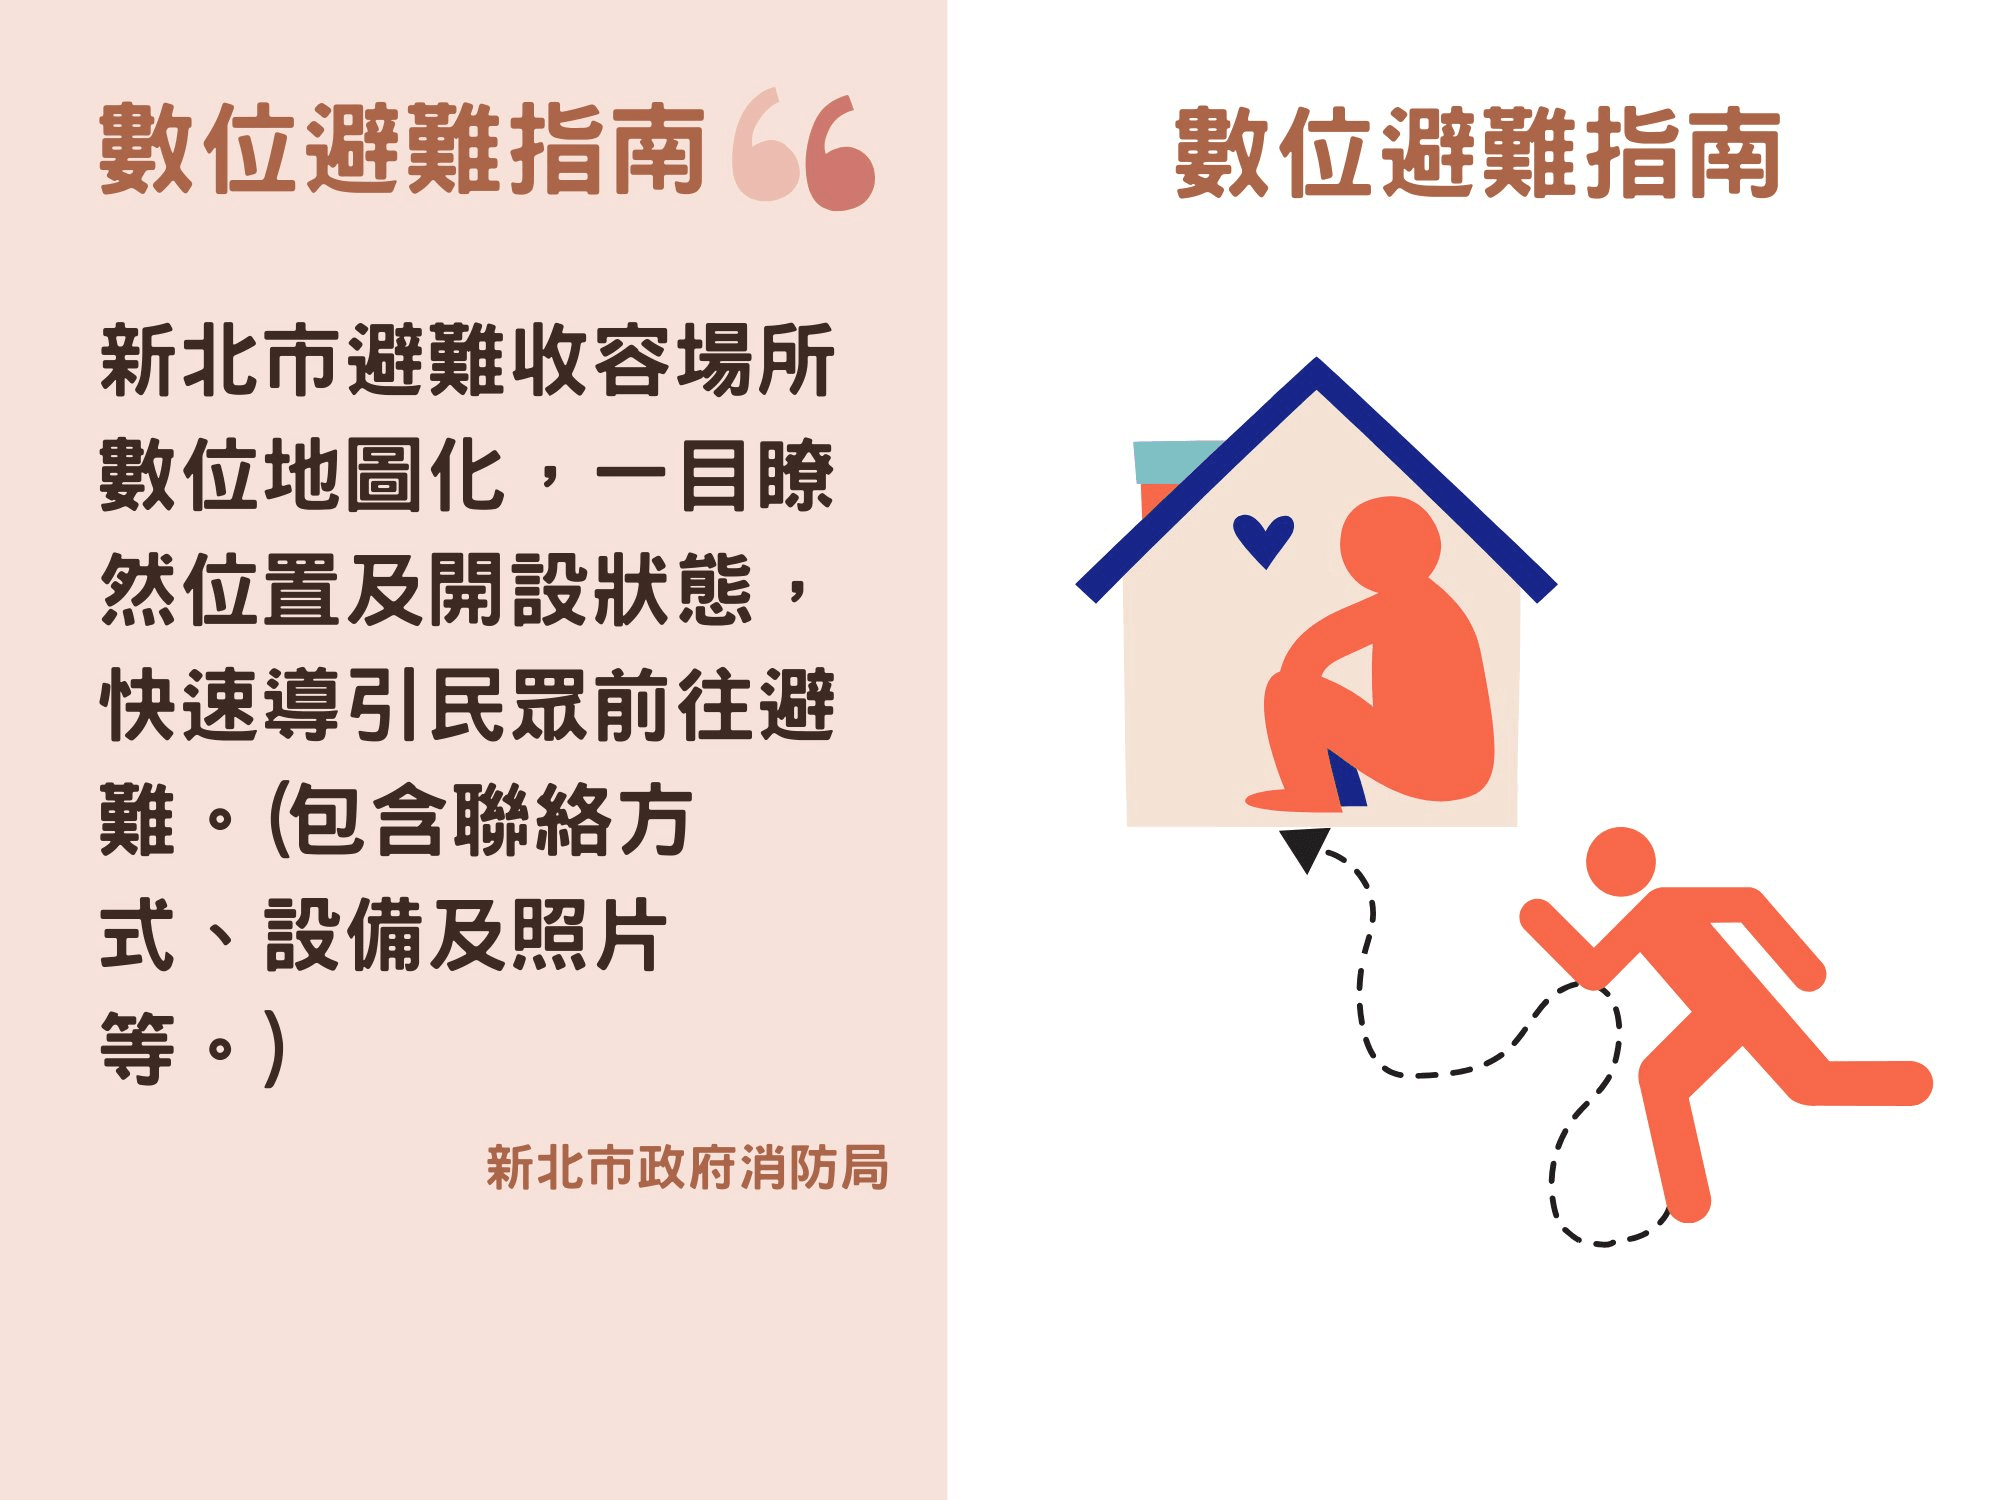 數位避難指南
新北市避難收容場所
數位地圖化，一目瞭
然位置及開設狀態，
快速導引民眾前往避
難。(包含聯絡方
式、設備及照片
等。)
新北市政府消防局
數位避難指南